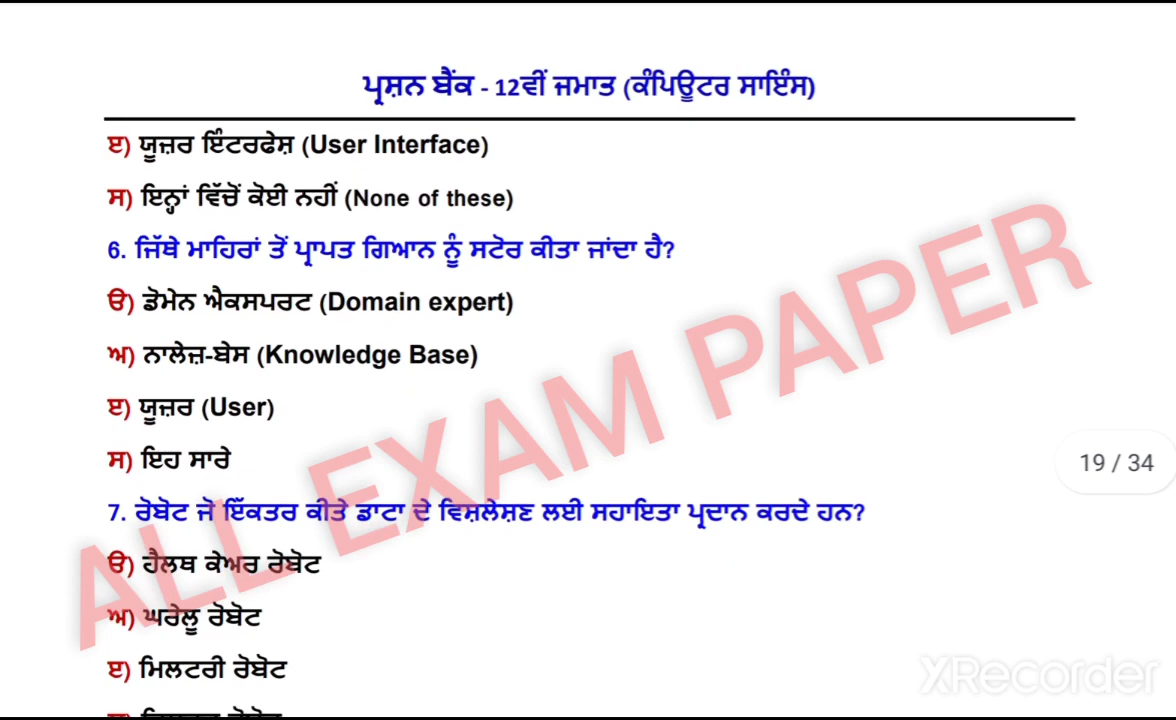 ਪ੍ਰਸ਼ਨ ਬੈਂਕ - 12ਵੀਂ ਜਮਾਤ (ਕੰਪਿਊਟਰ ਸਾਇੰਸ)
ੲ) ਯੂਜ਼ਰ ਇੰਟਰਫੇਸ਼ (User Interface)
ਸ) ਇਨ੍ਹਾਂ ਵਿੱਚੋਂ ਕੋਈ ਨਹੀਂ (None of these)
6. ਜਿੱਥੇ ਮਾਹਿਰਾਂ ਤੋਂ ਪ੍ਰਾਪਤ ਗਿਆਨ ਨੂੰ ਸਟੋਰ ਕੀਤਾ ਜਾਂਦਾ ਹੈ?
ੳ) ਡੋਮੇਨ ਐਕਸਪਰਟ (Domain expert)
ਅ) ਨਾਲੇਜ਼-ਬੇਸ (Knowledge Base)
ੲ) ਯੂਜ਼ਰ (User)
ਸ) ਇਹ ਸਾਰੇ
19 / 34
7. ਰੋਬੋਟ ਜੋ ਇੱਕਤਰ ਕੀਤੇ ਡਾਟਾ ਦੇ ਵਿਸ਼ਲੇਸ਼ਣ ਲਈ ਸਹਾਇਤਾ ਪ੍ਰਦਾਨ ਕਰਦੇ ਹਨ?
ੳ) ਹੈਲਥ ਕੇਅਰ ਰੋਬੋਟ
ਅ) ਘਰੇਲੂ ਰੋਬੋਟ
ੲ) ਮਿਲਟਰੀ ਰੋਬੋਟ
ALL EXAM PAPER
XRecorder